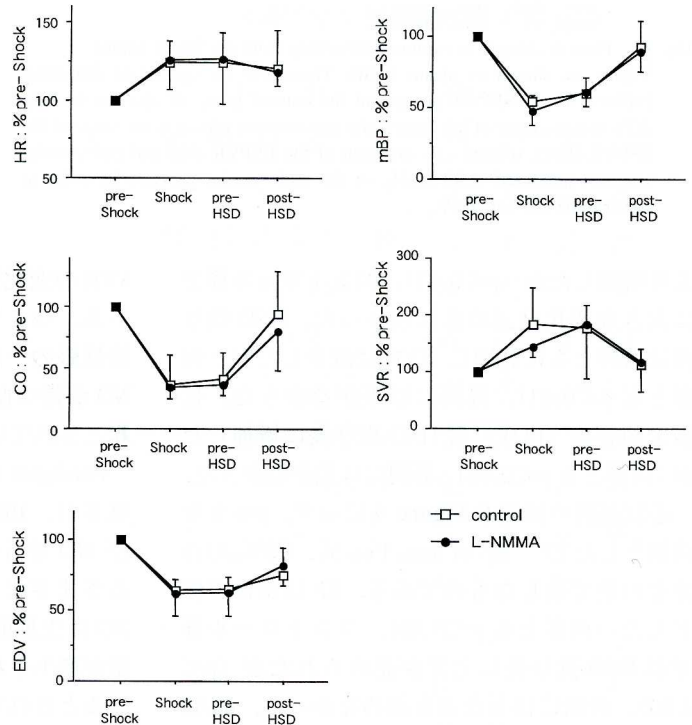 HR : % pre- Shock
150
100
50
pre-
Shock
Shock
pre-
HSD
post-
HSD
mBP : % pre-Shock
100
50
0
pre-
Shock
Shock
pre-
HSD
post-
HSD
CO : % pre-Shock
100
50
25
0
pre-
Shock
Shock
pre-
HSD
post-
HSD
SVR : % pre-Shock
300
200
100
100
0
pre-
Shock
Shock
pre-
HSD
post-
HSD
control
L-NMMA
EDV : % pre-Shock
100
50
0
pre-
Shock
Shock
pre-
HSD
post-
HSD